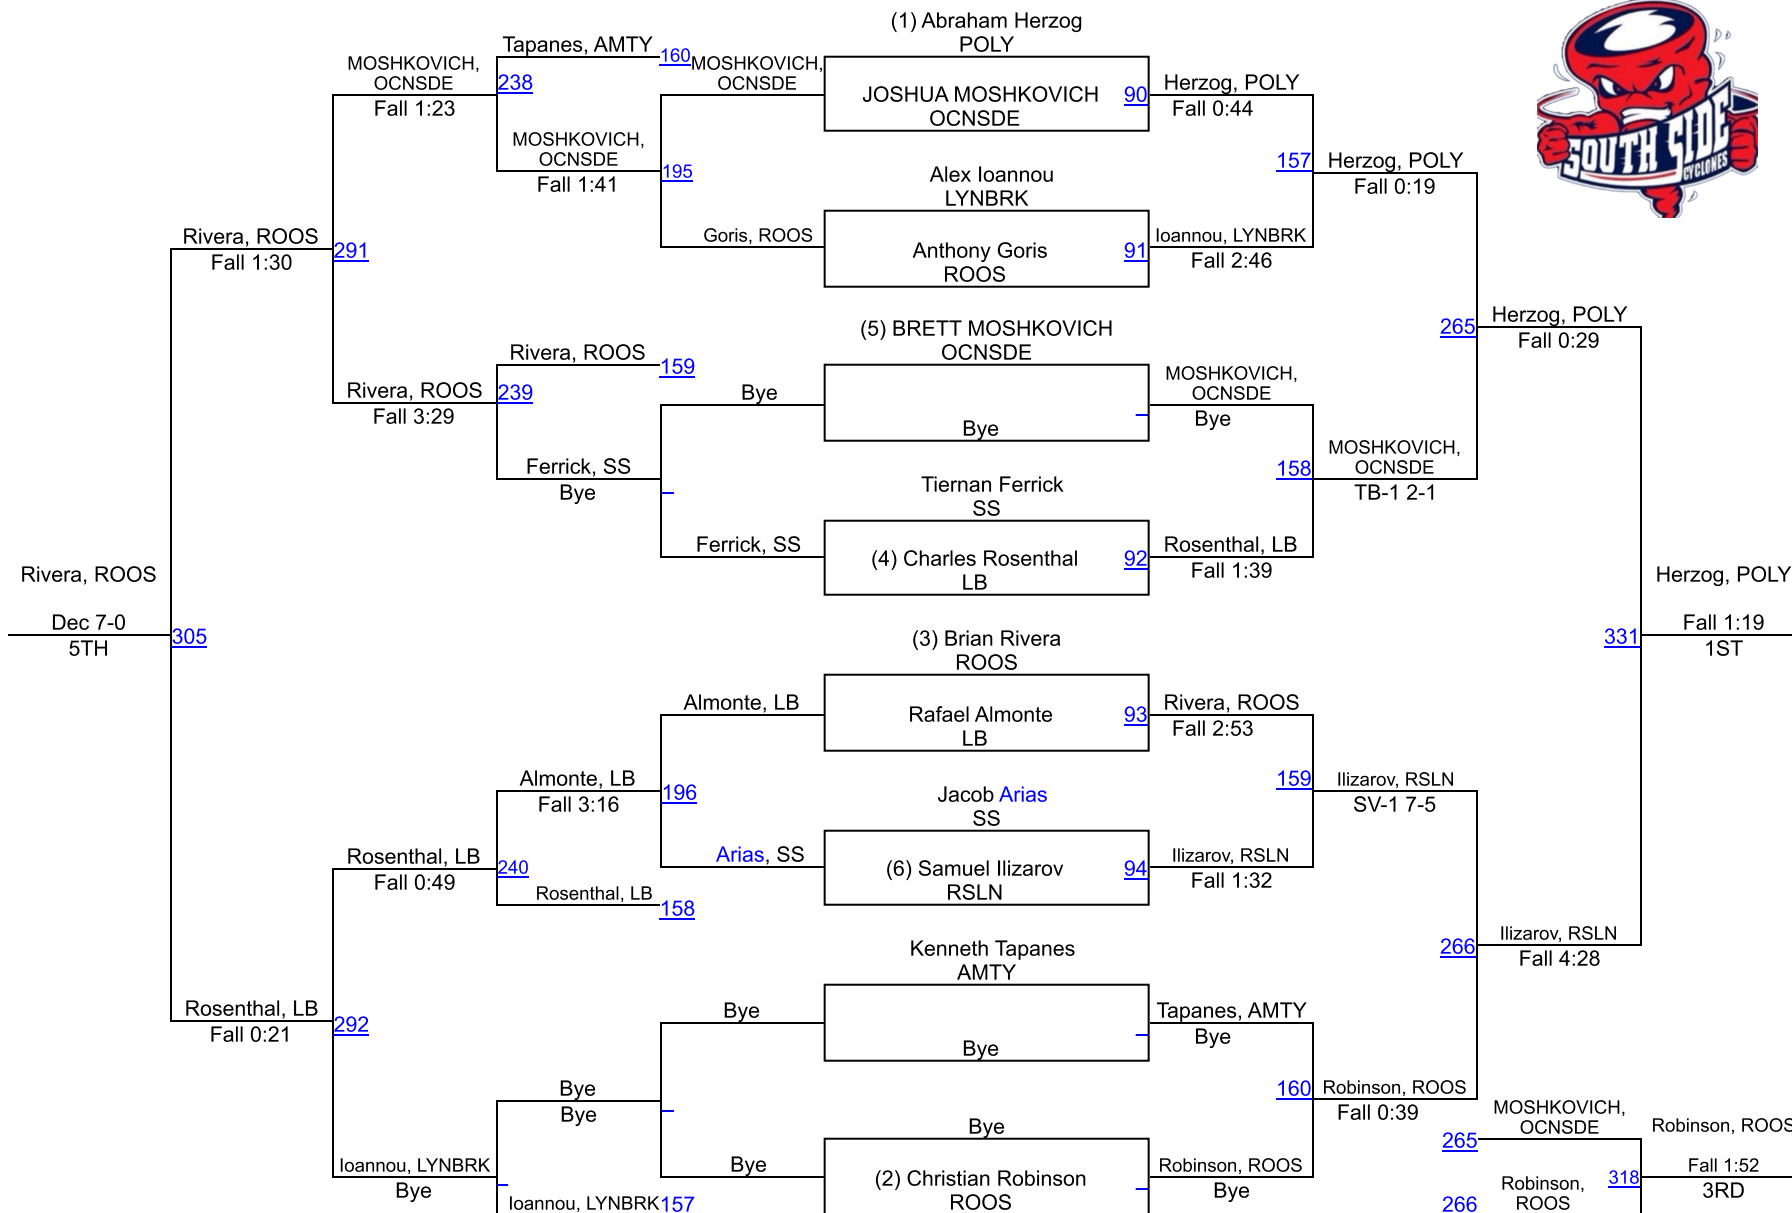 (1) Abraham Herzog
POLY
Tapanes, AMTY
160
MOSHKOVICH,
OCNSDE
MOSHKOVICH,
OCNSDE
238
Fall 1:23
JOSHUA MOSHKOVICH
OCNSDE
90
Herzog, POLY
Fall 0:44
MOSHKOVICH,
OCNSDE
Fall 1:41
195
157
Herzog, POLY
Fall 0:19
SOUTH SIDE
CYCLONES
Alex Ioannou
LYNBRK
Rivera, ROOS
Fall 1:30
291
Goris, ROOS
Anthony Goris
ROOS
91
Ioannou, LYNBRK
Fall 2:46
(5) BRETT MOSHKOVICH
OCNSDE
265
Herzog, POLY
Fall 0:29
Rivera, ROOS
159
Rivera, ROOS
Fall 3:29
239
Bye
Bye
MOSHKOVICH,
OCNSDE
Bye
Ferrick, SS
Bye
158
MOSHKOVICH,
OCNSDE
TB-1 2-1
Tiernan Ferrick
SS
Ferrick, SS
(4) Charles Rosenthal
LB
92
Rosenthal, LB
Fall 1:39
Rivera, ROOS
Dec 7-0
5TH
305
Herzog, POLY
331
Fall 1:19
1ST
(3) Brian Rivera
ROOS
Almonte, LB
Rafael Almonte
LB
93
Rivera, ROOS
Fall 2:53
Almonte, LB
Fall 3:16
196
159
Ilizarov, RSLN
SV-1 7-5
Jacob Arias
SS
Rosenthal, LB
Fall 0:49
240
Arias, SS
(6) Samuel Ilizarov
RSLN
94
Ilizarov, RSLN
Fall 1:32
Rosenthal, LB
158
266
Ilizarov, RSLN
Fall 4:28
Kenneth Tapanes
AMTY
Rosenthal, LB
Fall 0:21
292
Bye
Bye
Tapanes, AMTY
Bye
Bye
Bye
160
Robinson, ROOS
Fall 0:39
Bye
MOSHKOVICH,
OCNSDE
265
Robinson, ROOS
Ioannou, LYNBRK
Bye
Bye
(2) Christian Robinson
ROOS
Robinson, ROOS
Bye
318
Fall 1:52
3RD
Ioannou, LYNBRK
157
266
Robinson,
ROOS